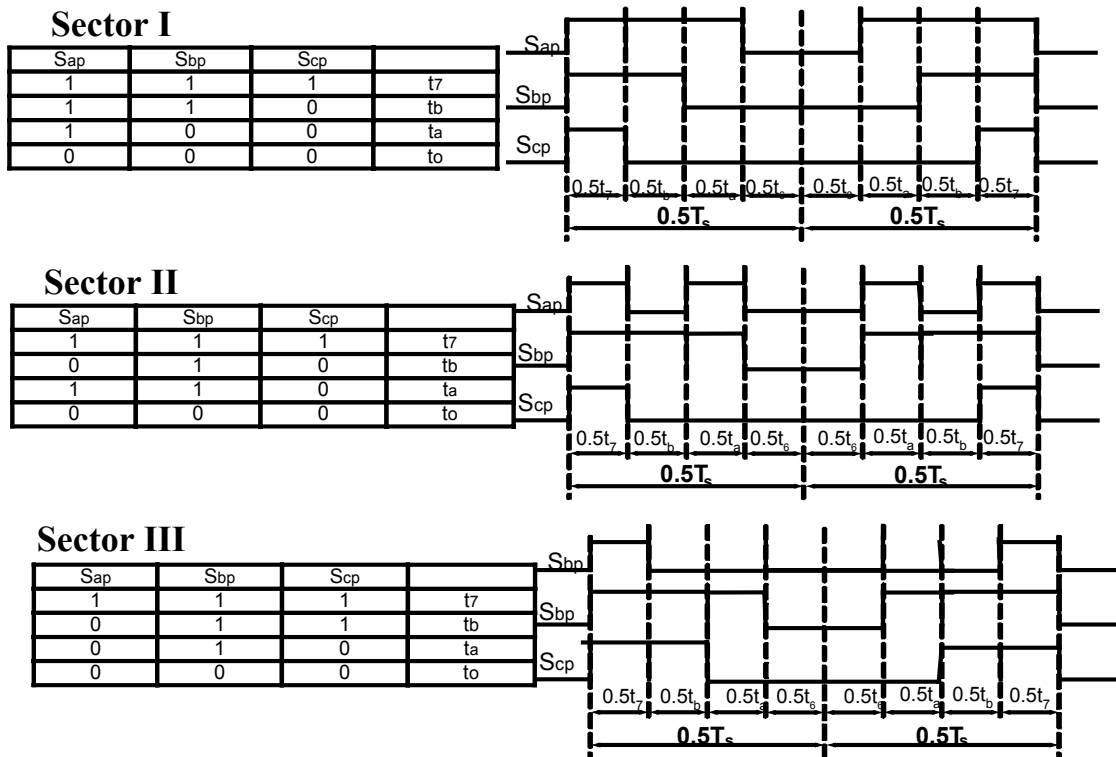 Sector I
Sap Sbp Scp
1 1 1 t7
1 1 0 tb
1 0 0 ta
0 0 0 to
Sap
Sbp
Scp
0.5t7 0.5tb 0.5ta 0.5t6 0.5t6 0.5ta 0.5tb 0.5t7
0.5Ts 0.5Ts
Sector II
Sap Sbp Scp
1 1 1 t7
0 1 0 tb
1 1 0 ta
0 0 0 to
Sap
Sbp
Scp
0.5t7 0.5tb 0.5ta 0.5t6 0.5t6 0.5ta 0.5tb 0.5t7
0.5Ts 0.5Ts
Sector III
Sap Sbp Scp
1 1 1 t7
0 1 1 tb
0 1 0 ta
0 0 0 to
Sbp
Sbp
Scp
0.5t7 0.5tb 0.5ta 0.5t6 0.5t6 0.5ta 0.5tb 0.5t7
0.5Ts 0.5Ts